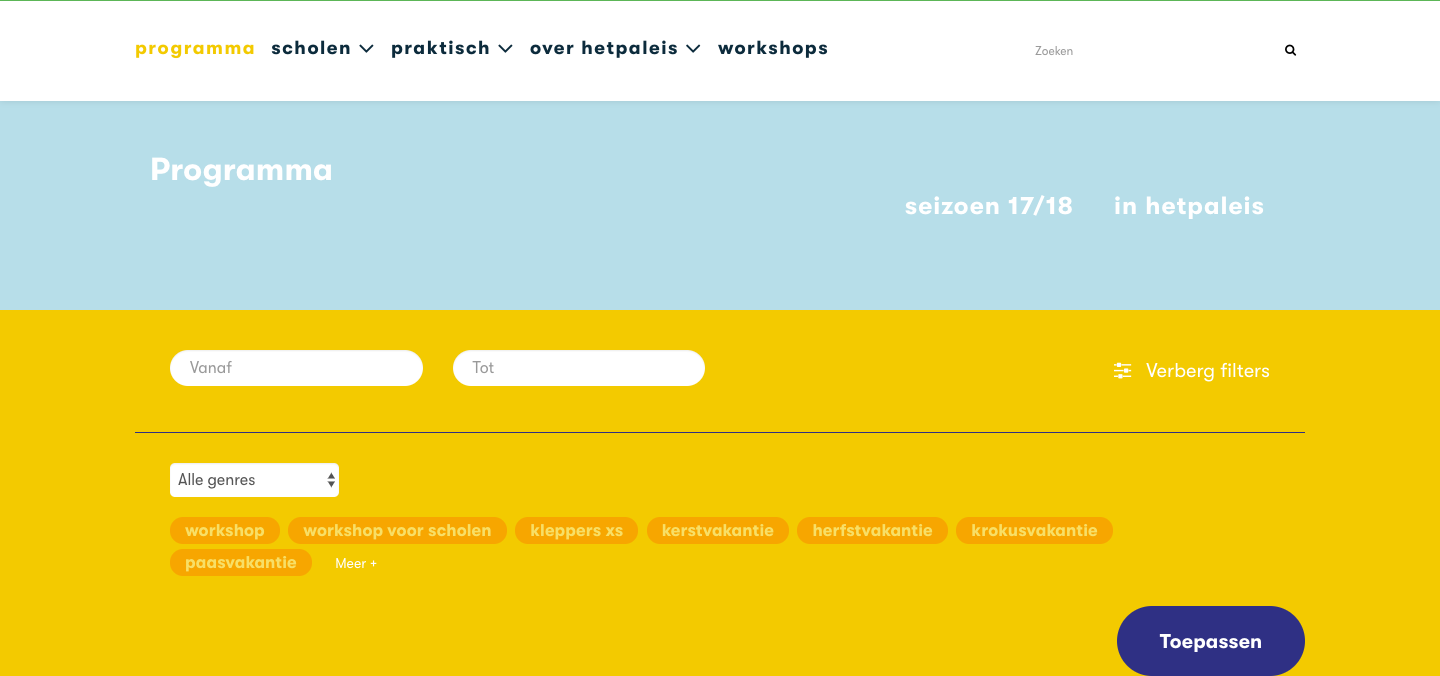 programma scholen praktisch over hetpaleis workshops Zoeken
Programma
seizoen 17/18 in hetpaleis
Vanaf Tot Verberg filters
Alle genres
workshop workshop voor scholen kleppers xs kerstvakantie herfstvakantie krokusvakantie
paasvakantie Meer +
Toepassen